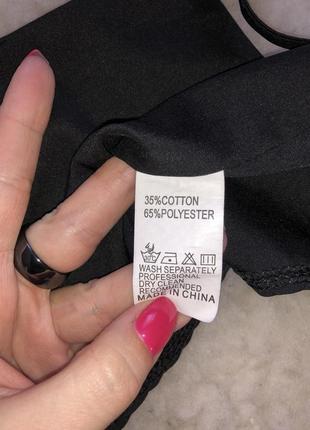 35%COTTON
65%POLYESTER
WASH SEPARATELY
PROFESSIONAL
DRY CLEAN
RECOMMENDED
MADE IN CHINA